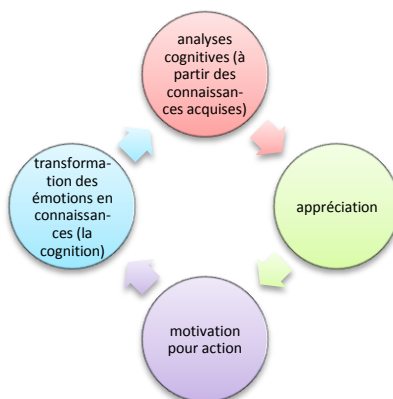 analyses
cognitives (à
partir des
connaissan-
ces acquises)
appréciation
motivation
pour action
transforma-
tion des
émotions en
connaissan-
ces (la
cognition)